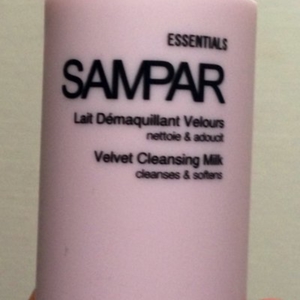 ESSENTIALS
SAMPAR
Lait Démaquillant Velours
nettoie & adoucit
Velvet Cleansing Milk
cleanses & softens